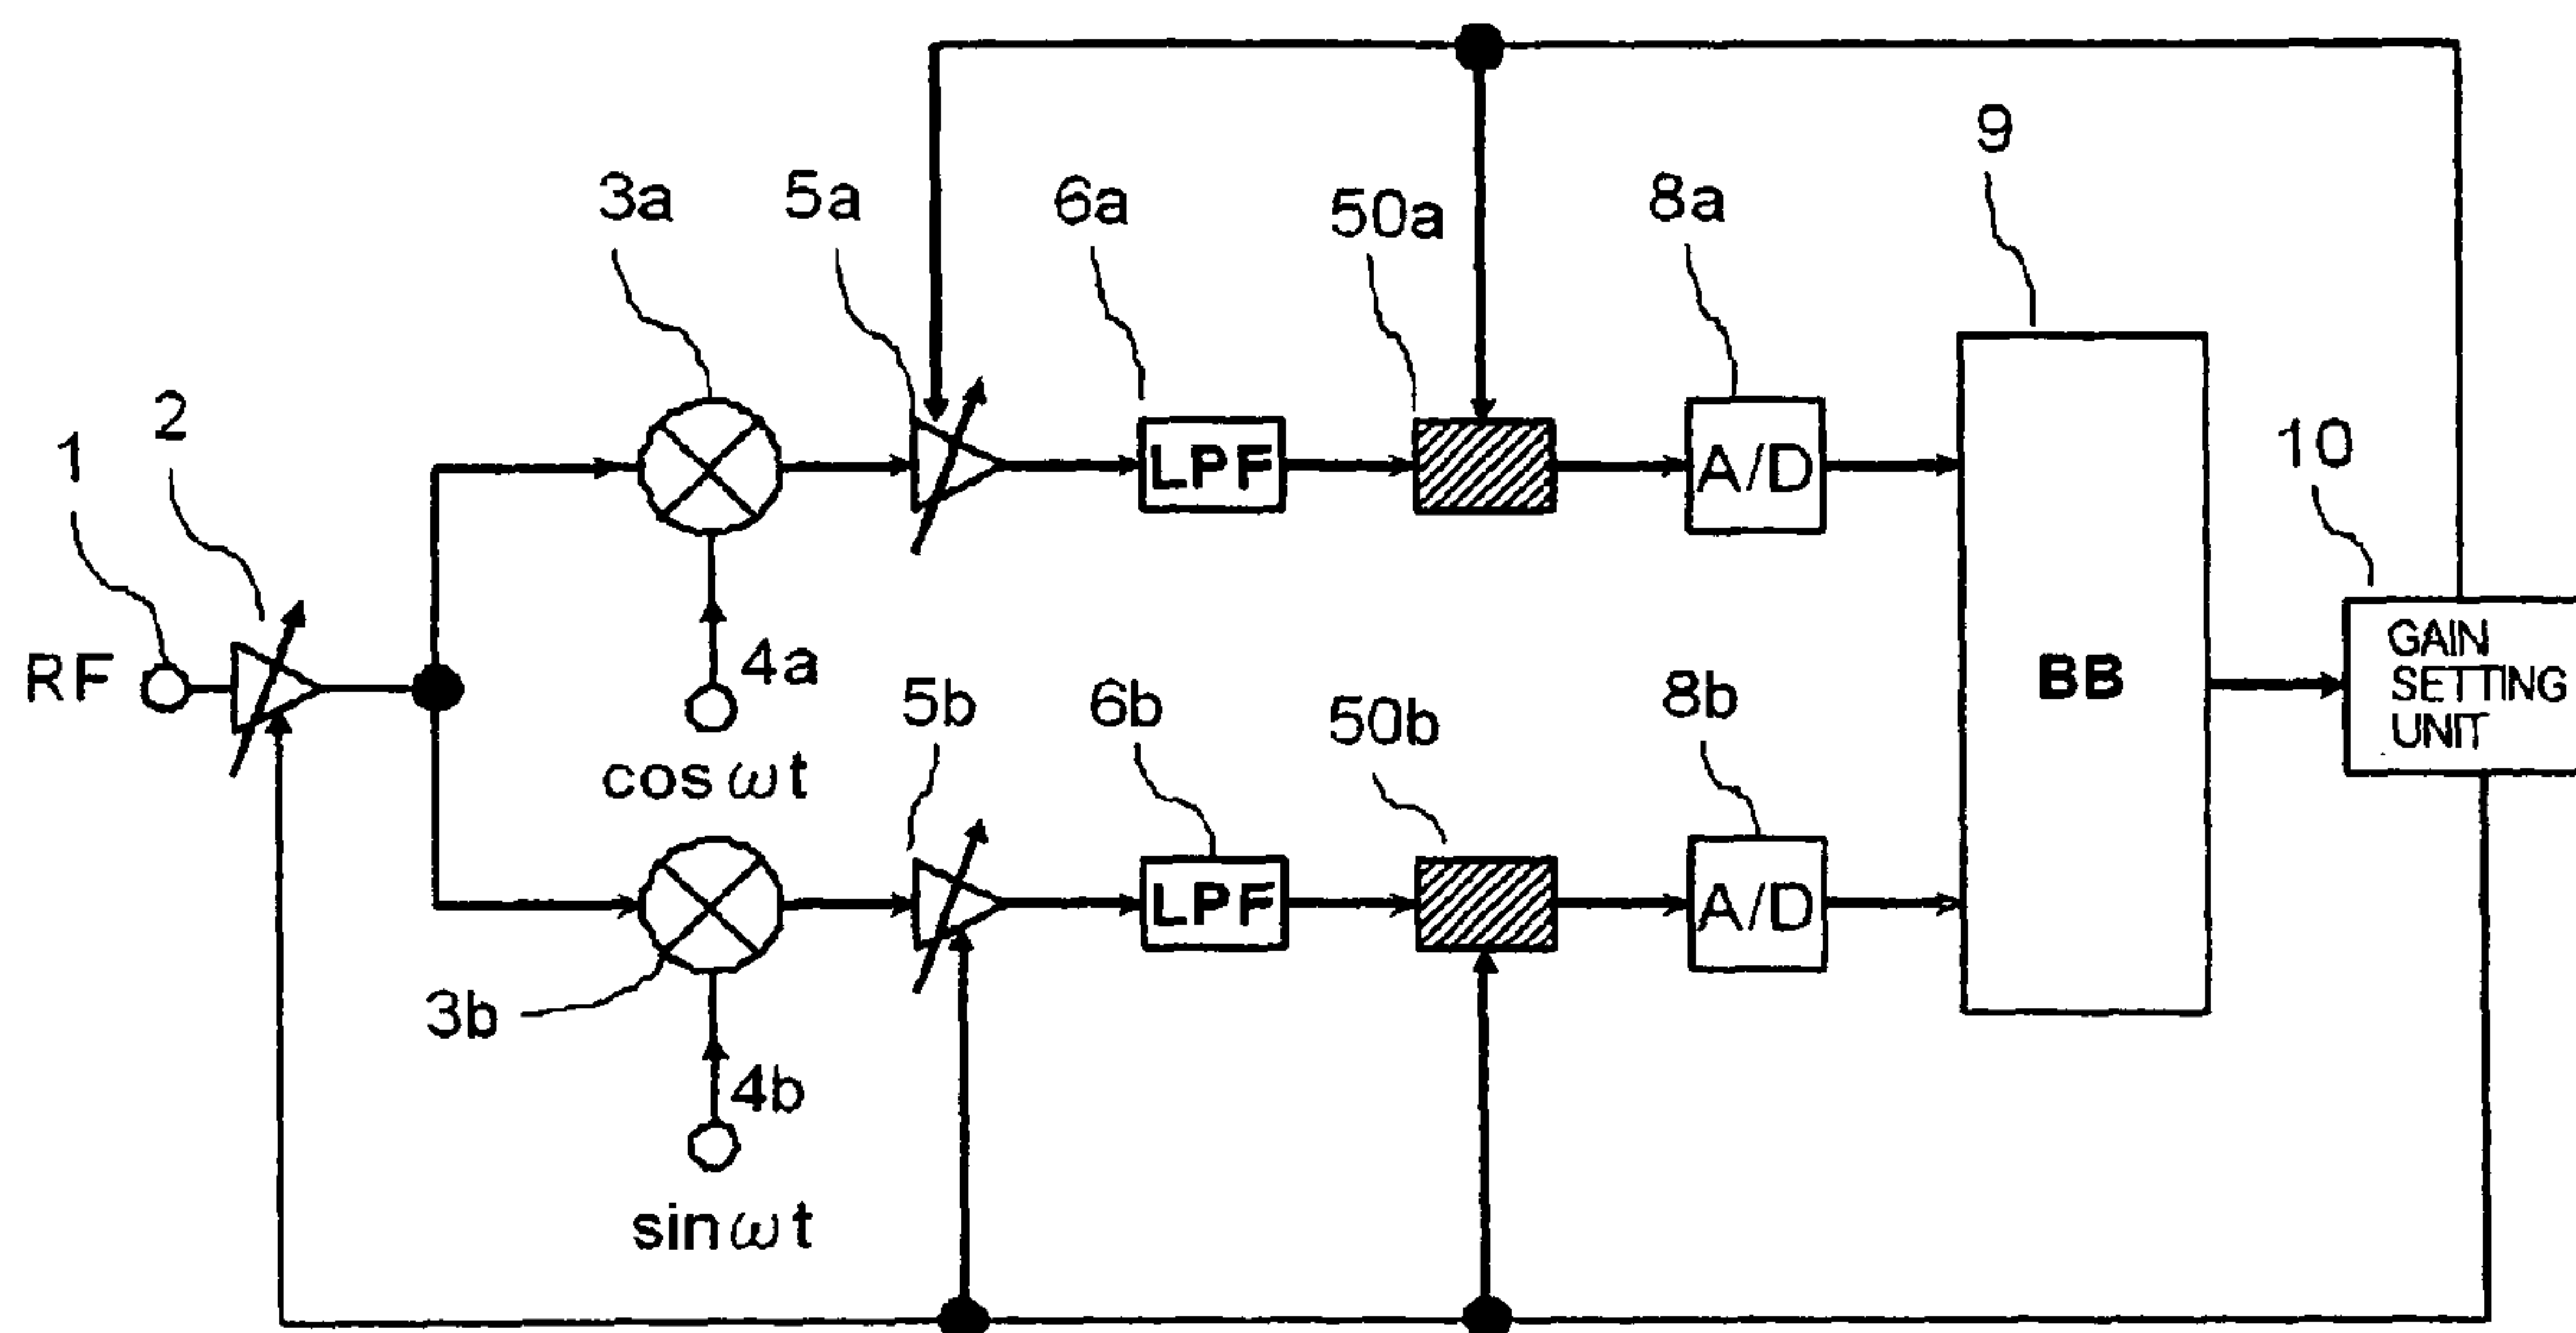 9
3a
5a
6a
50a
8a
10
1
2
LPF
A/D
GAIN
SETTING
UNIT
RF
4a
BB
cos ωt
5b
6b
50b
8b
LPF
A/D
3b
4b
sin ωt